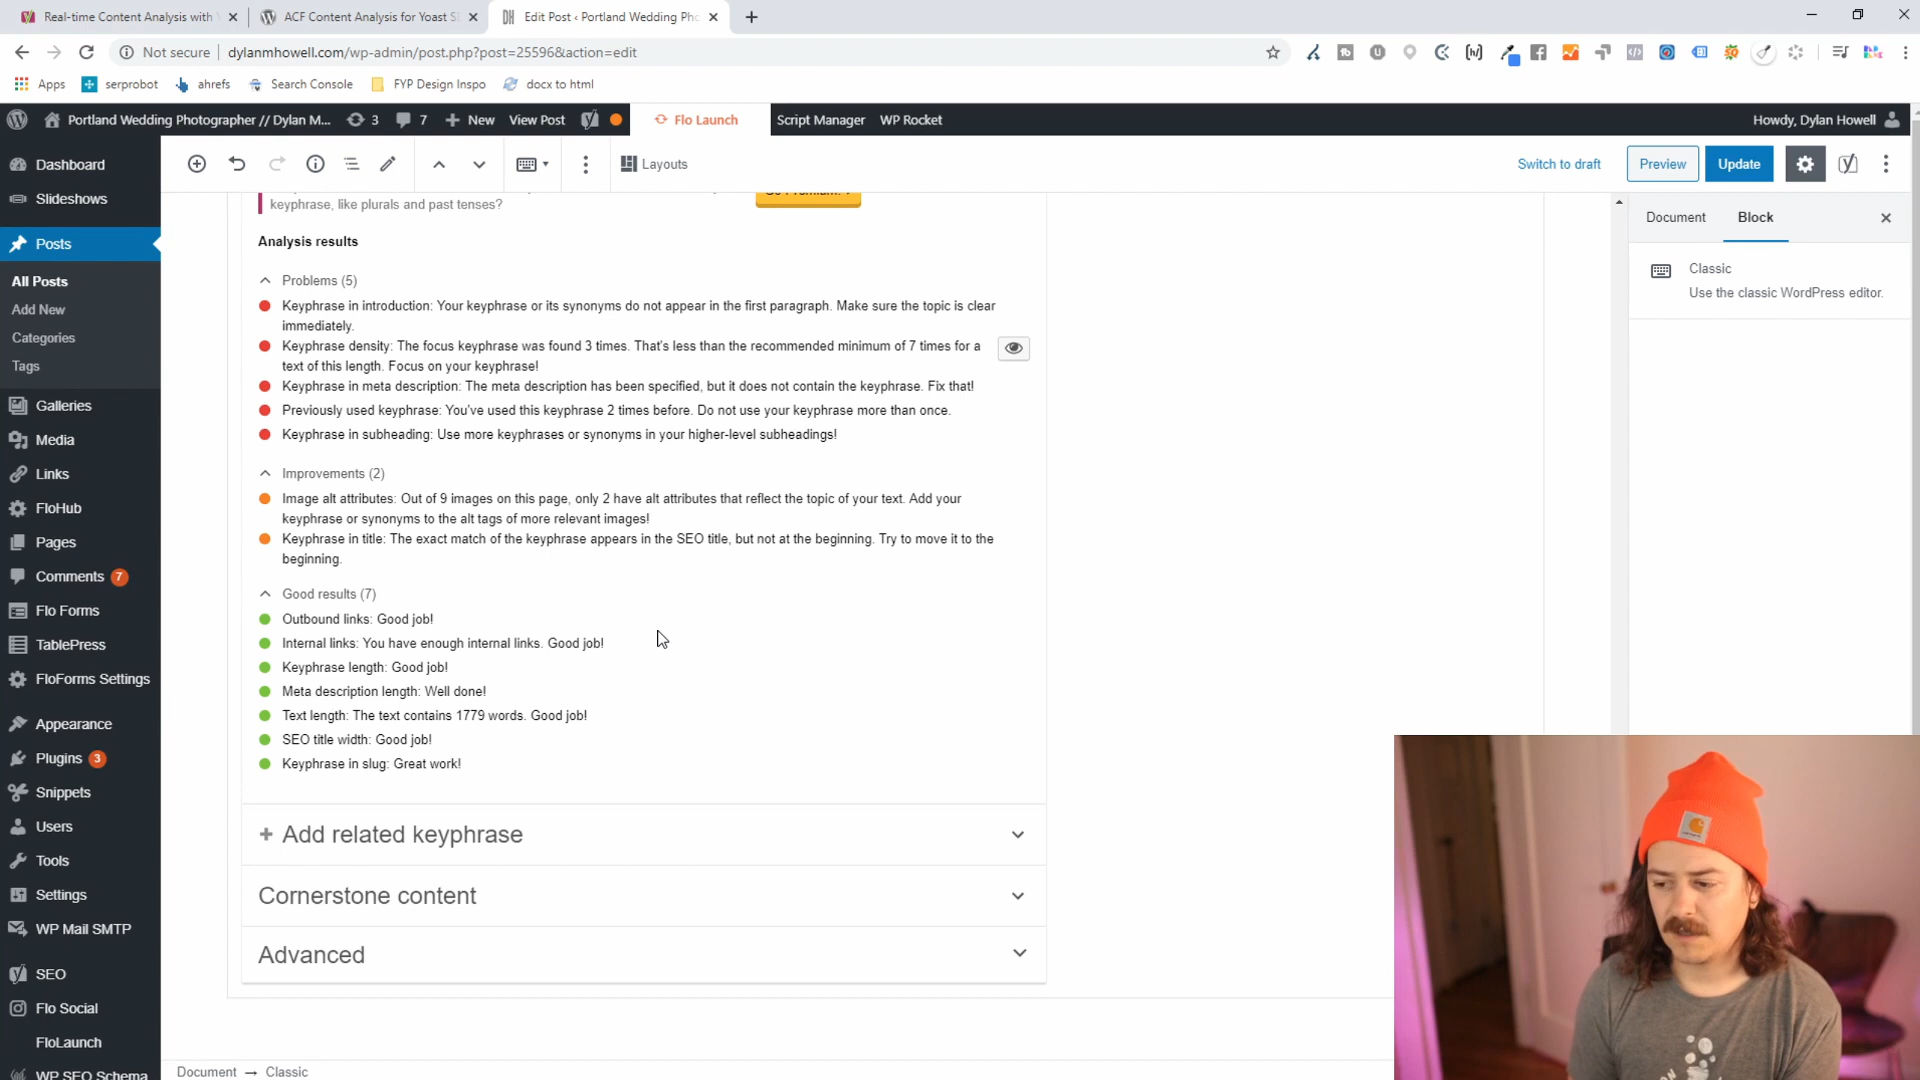 Real-time Content Analysis with
ACF Content Analysis for Yoast S
Edit Post ‹ Portland Wedding Pho
Not secure
dylanmhowell.com/wp-admin/post.php?post=25596&action=edit
Apps
serprobot
ahrefs
Search Console
FYP Design Inspo
docx to html
Portland Wedding Photographer // Dylan M...
3
7
New
View Post
Flo Launch
Script Manager
WP Rocket
Howdy, Dylan Howell
Dashboard
Slideshows
Posts
All Posts
Add New
Categories
Tags
Galleries
Media
Links
FloHub
Pages
Comments 7
Flo Forms
TablePress
FloForms Settings
Appearance
Plugins 3
Snippets
Users
Tools
Settings
WP Mail SMTP
SEO
Flo Social
FloLaunch
WP SEO Schema
Layouts
Switch to draft
Preview
Update
keyphrase, like plurals and past tenses?
Analysis results
Problems (5)
Keyphrase in introduction: Your keyphrase or its synonyms do not appear in the first paragraph. Make sure the topic is clear
immediately.
Keyphrase density: The focus keyphrase was found 3 times. That's less than the recommended minimum of 7 times for a
text of this length. Focus on your keyphrase!
Keyphrase in meta description: The meta description has been specified, but it does not contain the keyphrase. Fix that!
Previously used keyphrase: You've used this keyphrase 2 times before. Do not use your keyphrase more than once.
Keyphrase in subheading: Use more keyphrases or synonyms in your higher-level subheadings!
Improvements (2)
Image alt attributes: Out of 9 images on this page, only 2 have alt attributes that reflect the topic of your text. Add your
keyphrase or synonyms to the alt tags of more relevant images!
Keyphrase in title: The exact match of the keyphrase appears in the SEO title, but not at the beginning. Try to move it to the
beginning.
Good results (7)
Outbound links: Good job!
Internal links: You have enough internal links. Good job!
Keyphrase length: Good job!
Meta description length: Well done!
Text length: The text contains 1779 words. Good job!
SEO title width: Good job!
Keyphrase in slug: Great work!
Add related keyphrase
Cornerstone content
Advanced
Document → Classic
Document
Block
Classic
Use the classic WordPress editor.